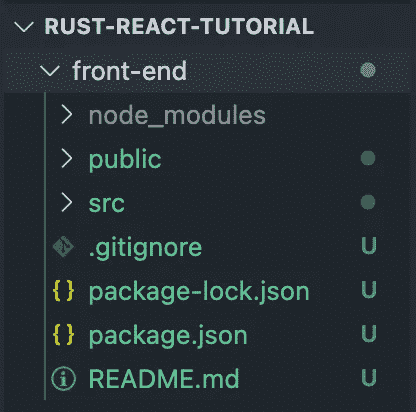 RUST-REACT-TUTORIAL
front-end
node_modules
public
src
.gitignore U
{} package-lock.json U
{} package.json U
README.md U